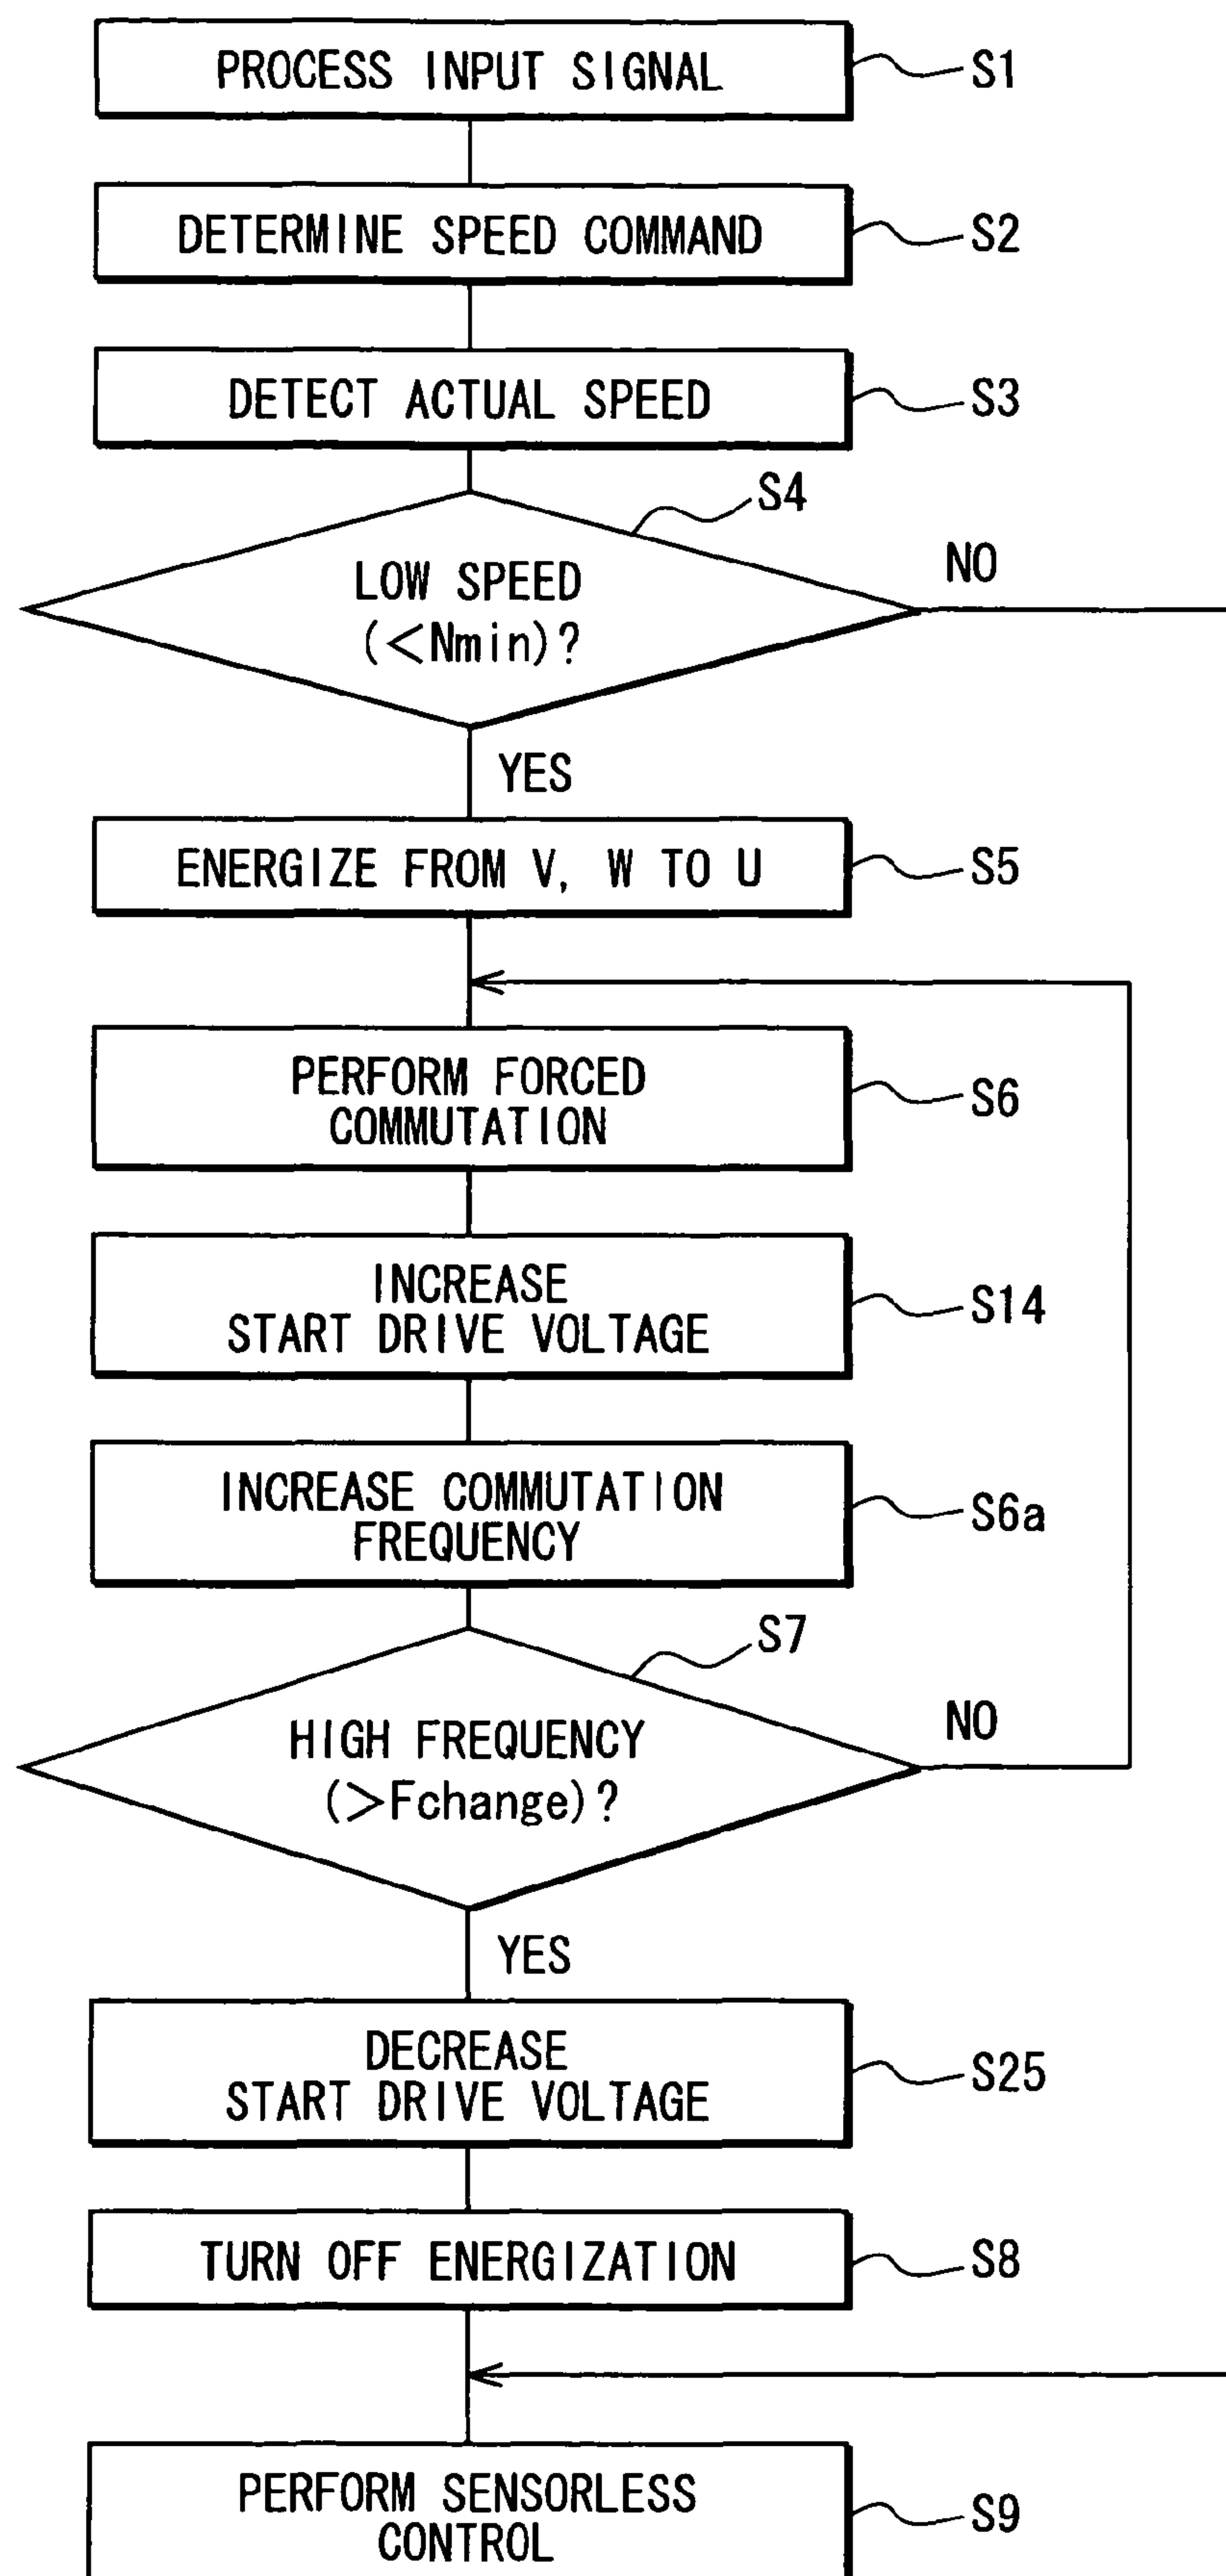 PROCESS INPUT SIGNAL
S1
DETERMINE SPEED COMMAND
S2
DETECT ACTUAL SPEED
S3
S4
LOW SPEED
(<Nmin)?
NO
YES
ENERGIZE FROM V, W TO U
S5
PERFORM FORCED
COMMUTATION
S6
INCREASE
START DRIVE VOLTAGE
S14
INCREASE COMMUTATION
FREQUENCY
S6a
S7
HIGH FREQUENCY
(>Fchange)?
NO
YES
DECREASE
START DRIVE VOLTAGE
S25
TURN OFF ENERGIZATION
S8
PERFORM SENSORLESS
CONTROL
S9